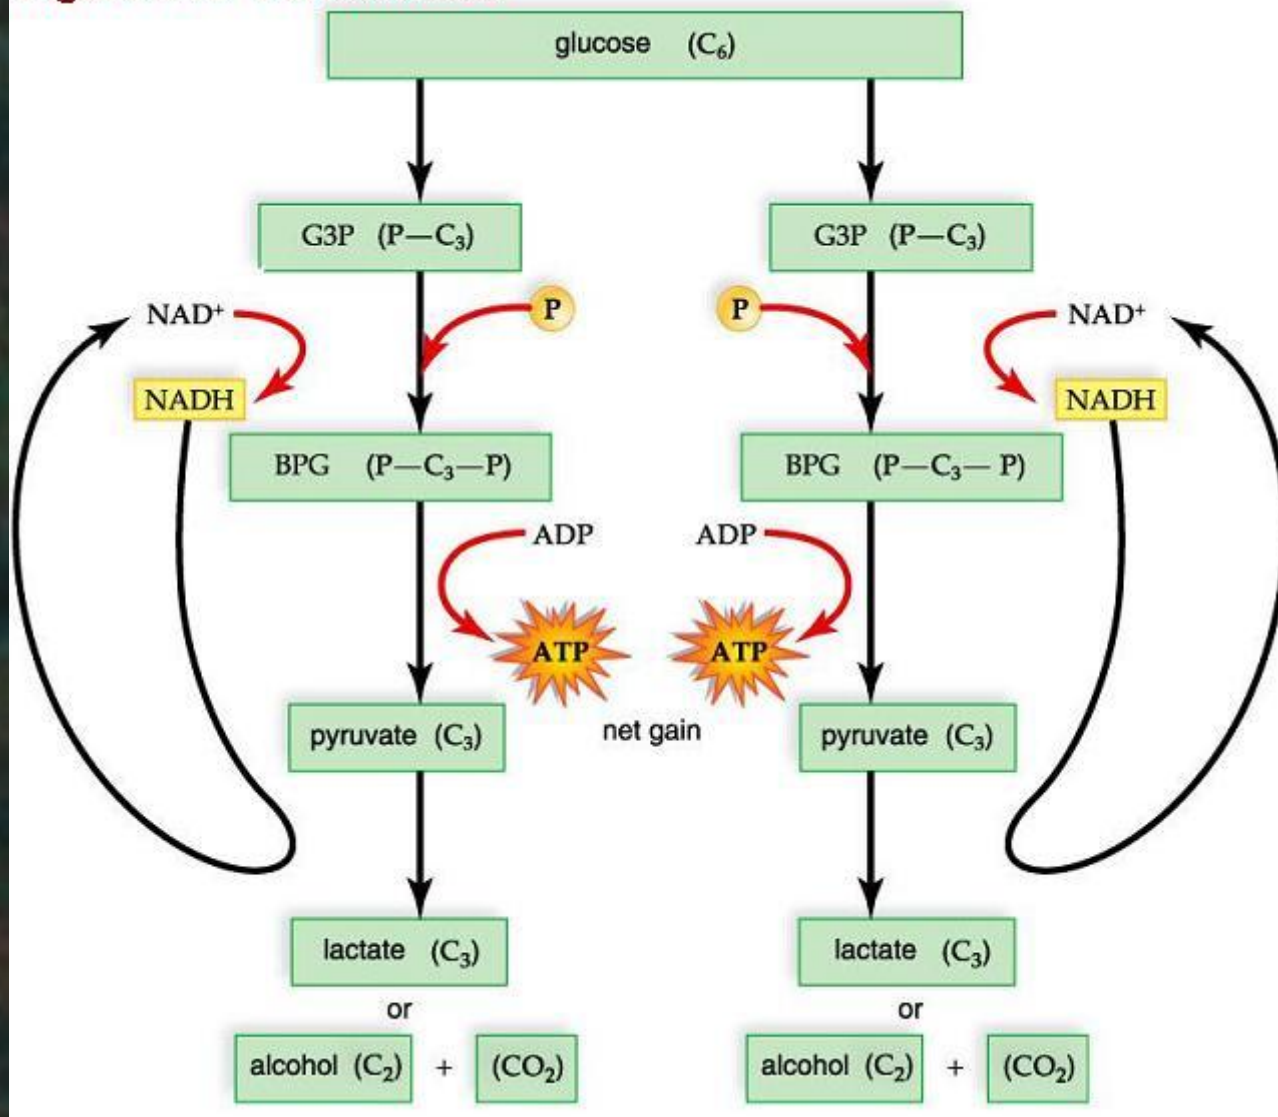 glucose (C₆)
G3P (P—C₃)
G3P (P—C₃)
NAD⁺
P
P
NAD⁺
NADH
NADH
BPG (P—C₃—P)
BPG (P—C₃— P)
ADP
ADP
ATP
ATP
net gain
pyruvate (C₃)
pyruvate (C₃)
lactate (C₃)
lactate (C₃)
or
or
alcohol (C₂) + (CO₂)
alcohol (C₂) + (CO₂)